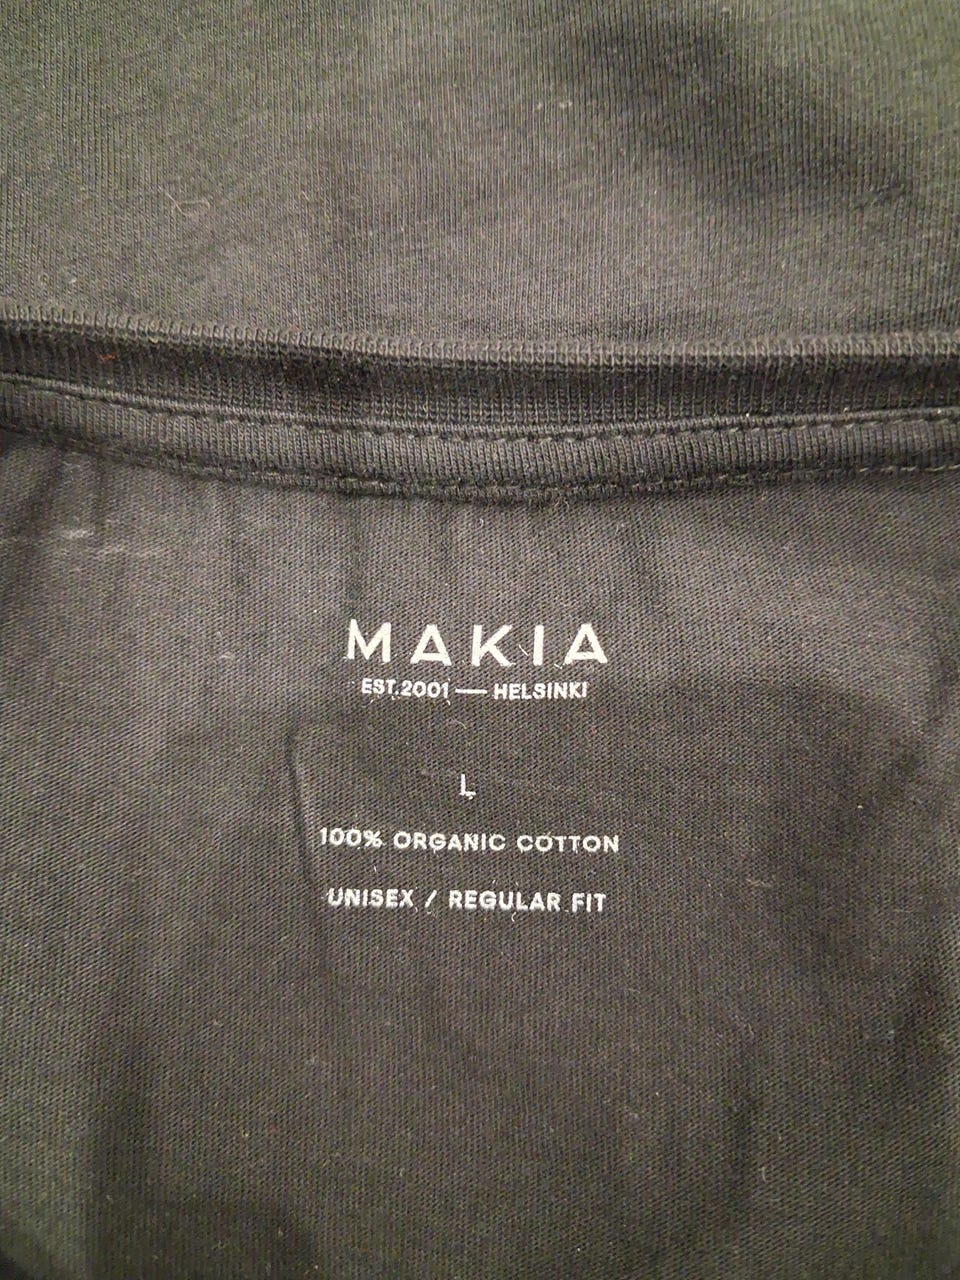 MAKIA
EST.2001 — HELSINKI
L
100% ORGANIC COTTON
UNISEX / REGULAR FIT